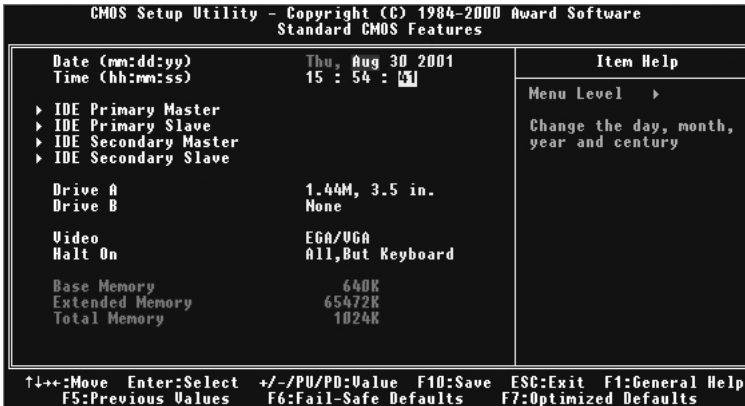 CMOS Setup Utility - Copyright (C) 1984-2000 Award Software
Standard CMOS Features
Date (mm:dd:yy) Thu, Aug 30 2001
Time (hh:mm:ss) 15 : 54 : 41
IDE Primary Master
IDE Primary Slave
IDE Secondary Master
IDE Secondary Slave
Drive A 1.44M, 3.5 in.
Drive B None
Video EGA/VGA
Halt On All,But Keyboard
Base Memory 640K
Extended Memory 65472K
Total Memory 1024K
Item Help
Menu Level
Change the day, month,
year and century
↑↓→←:Move Enter:Select +/-/PU/PD:Value F10:Save ESC:Exit F1:General Help
F5:Previous Values F6:Fail-Safe Defaults F7:Optimized Defaults